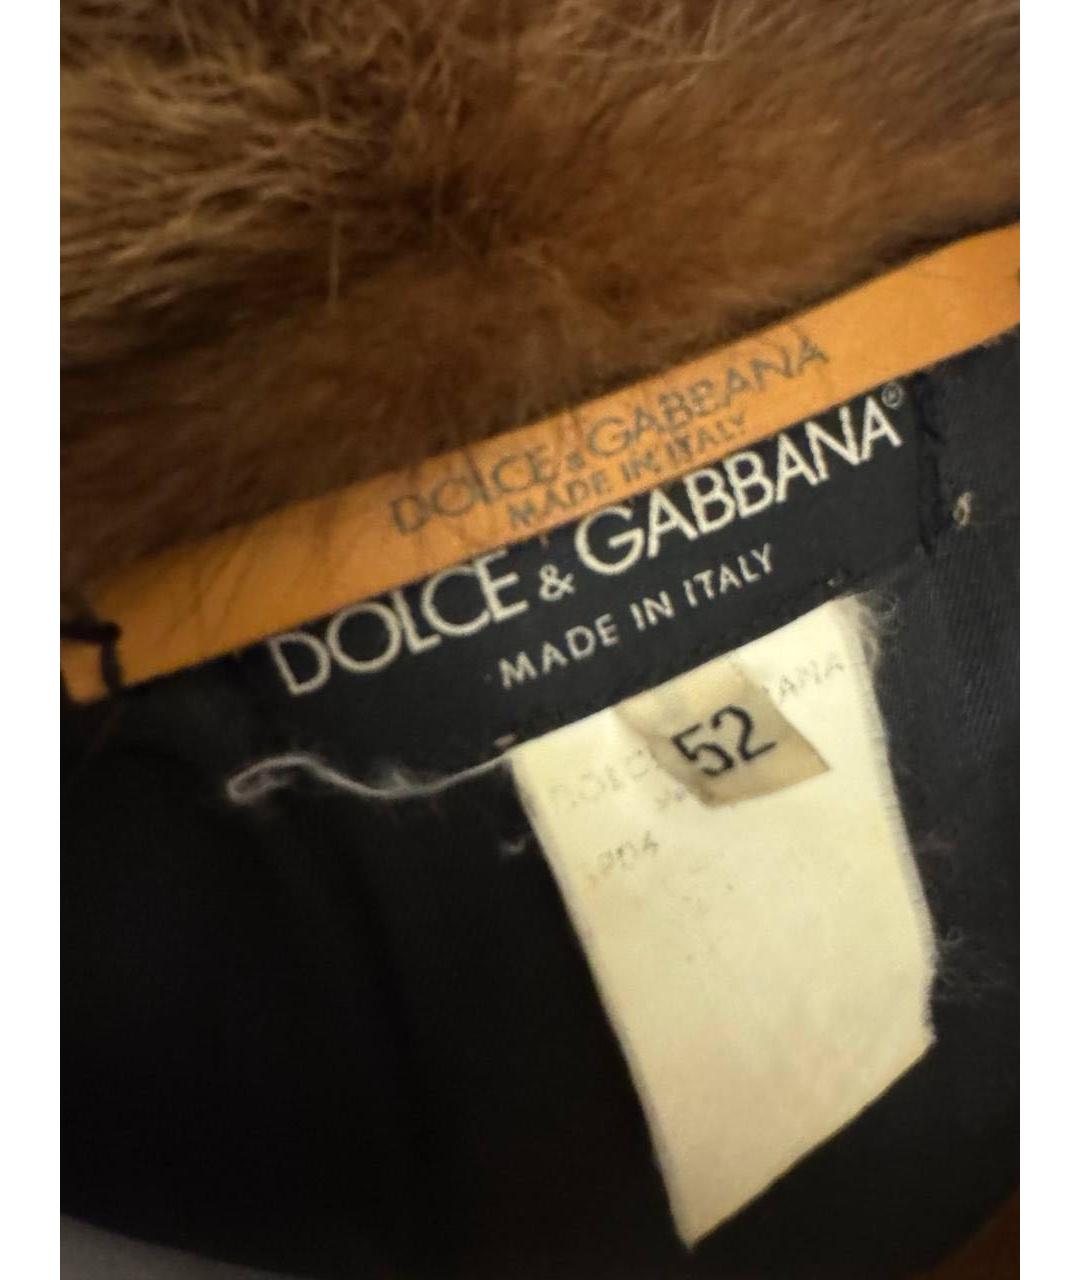 DOLCE & GABBANA
MADE IN ITALY
DOLCE & GABBANA®
MADE IN ITALY
52